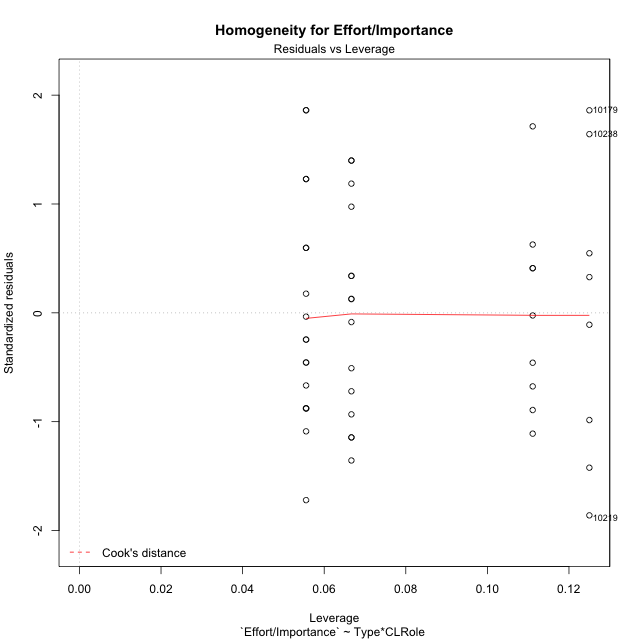 Homogeneity for Effort/Importance
Residuals vs Leverage
Standardized residuals
2
1
0
-1
-2
10179
10238
10219
Cook's distance
0.00 0.02 0.04 0.06 0.08 0.10 0.12
Leverage
`Effort/Importance` ~ Type*CLRole